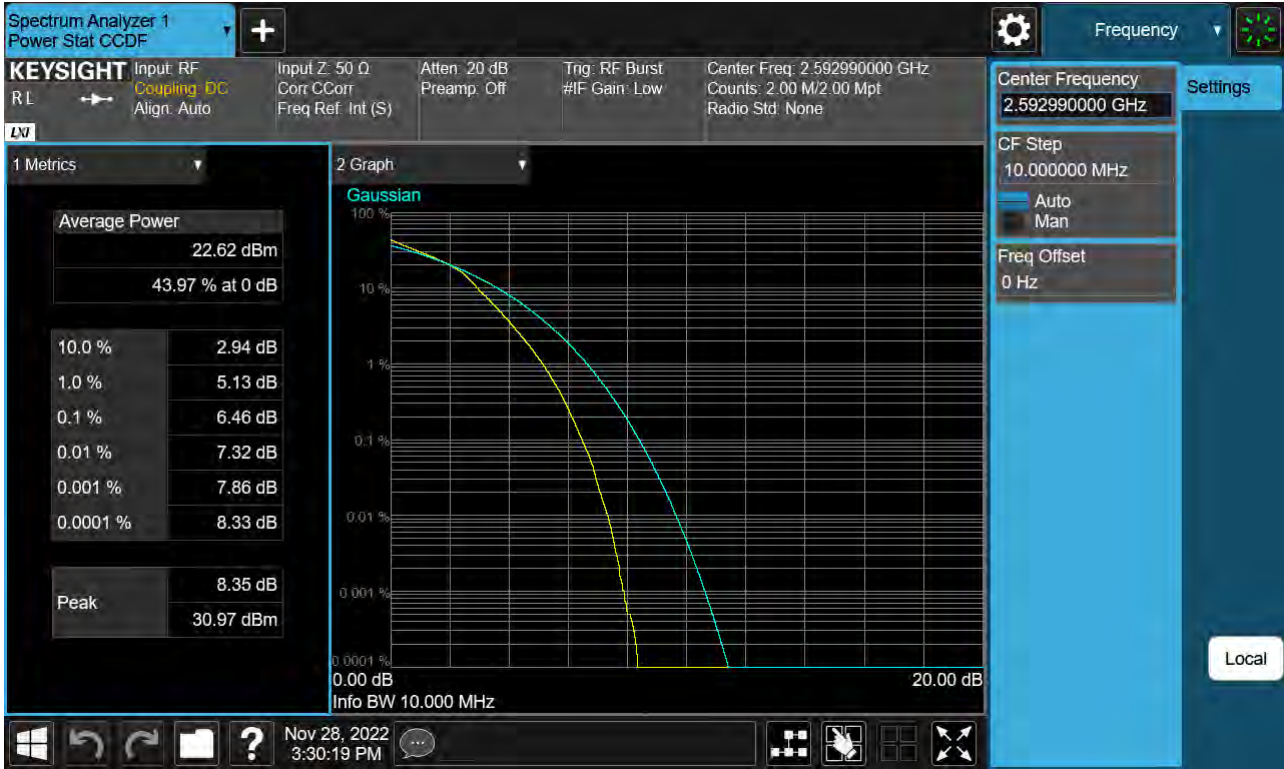 Spectrum Analyzer 1
Power Stat CCDF
+
Frequency
KEYSIGHT
R L
LXI
Input: RF
Coupling: DC
Align: Auto
Input Z: 50 Ω
Corr CCorr
Freq Ref: Int (S)
Atten: 20 dB
Preamp: Off
Trig: RF Burst
#IF Gain: Low
Center Freq: 2.592990000 GHz
Counts: 2.00 M/2.00 Mpt
Radio Std: None
Center Frequency
2.592990000 GHz
Settings
CF Step
10.000000 MHz
Auto
Man
Freq Offset
0 Hz
Local
1 Metrics
Average Power
22.62 dBm
43.97 % at 0 dB
10.0 % 2.94 dB
1.0 % 5.13 dB
0.1 % 6.46 dB
0.01 % 7.32 dB
0.001 % 7.86 dB
0.0001 % 8.33 dB
Peak
8.35 dB
30.97 dBm
2 Graph
Gaussian
100 %
10 %
1 %
0.1 %
0.01 %
0.001 %
0.0001 %
0.00 dB 20.00 dB
Info BW 10.000 MHz
?
Nov 28, 2022
3:30:19 PM